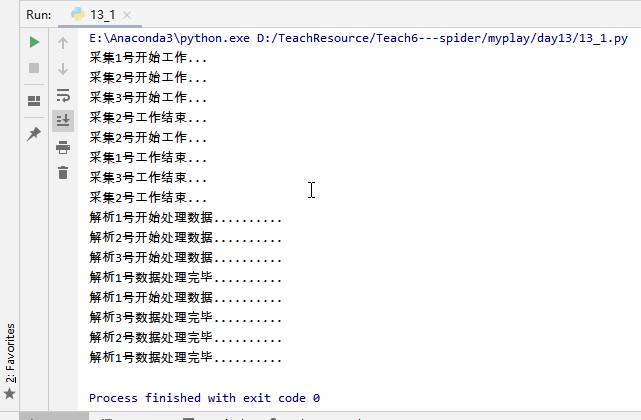 Run:
13_1
E:\Anaconda3\python.exe D:/TeachResource/Teach6---spider/myplay/day13/13_1.py
采集1号开始工作...
采集2号开始工作...
采集3号开始工作...
采集2号工作结束...
采集2号开始工作...
采集1号工作结束...
采集3号工作结束...
采集2号工作结束...
解析1号开始处理数据..........
解析2号开始处理数据..........
解析3号开始处理数据..........
解析1号数据处理完毕..........
解析1号开始处理数据..........
解析3号数据处理完毕..........
解析2号数据处理完毕..........
解析1号数据处理完毕..........
Process finished with exit code 0
2: Favorites